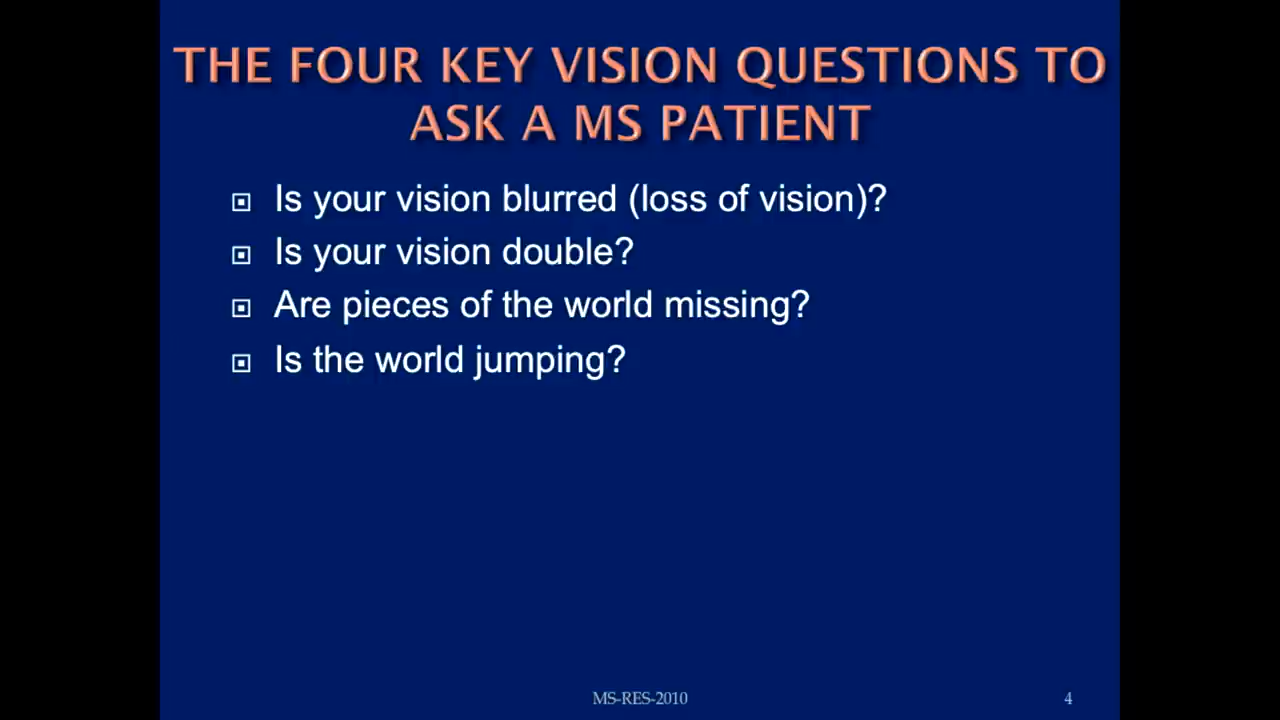 THE FOUR KEY VISION QUESTIONS TO
ASK A MS PATIENT
Is your vision blurred (loss of vision)?
Is your vision double?
Are pieces of the world missing?
Is the world jumping?
MS-RES-2010
4